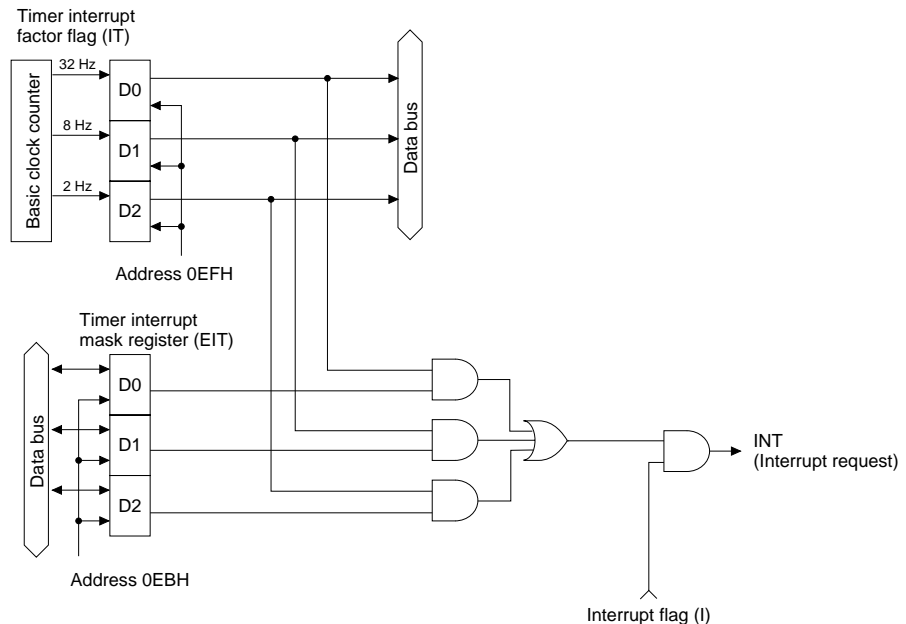 Timer interrupt
factor flag (IT)
32 Hz
D0
8 Hz
D1
2 Hz
D2
Basic clock counter
Data bus
Address 0EFH
Timer interrupt
mask register (EIT)
D0
D1
D2
Data bus
Address 0EBH
INT
(Interrupt request)
Interrupt flag (I)